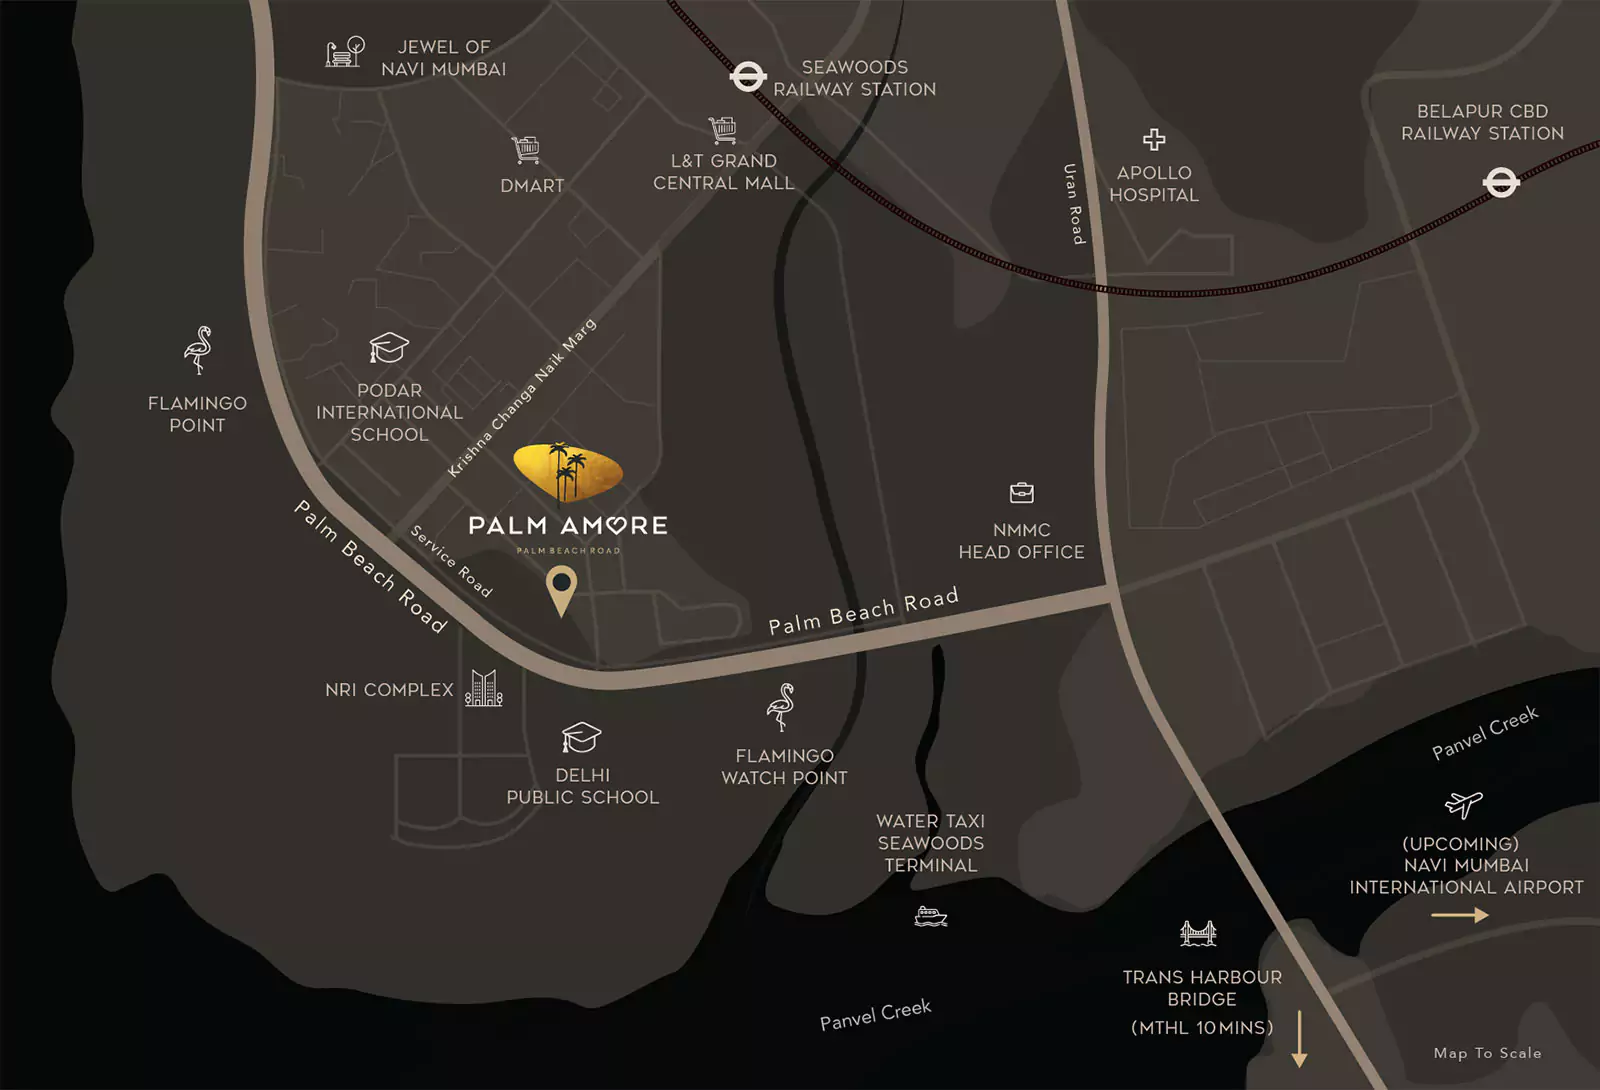 JEWEL OF
NAVI MUMBAI
SEAWOODS
RAILWAY STATION
BELAPUR CBD
RAILWAY STATION
DMART
L&T GRAND
CENTRAL MALL
APOLLO
HOSPITAL
Uran Road
FLAMINGO
POINT
PODAR
INTERNATIONAL
SCHOOL
Krishna Changa Naik Marg
PALM AMORE
PALM BEACH ROAD
Service Road
Palm Beach Road
NMMC
HEAD OFFICE
Palm Beach Road
NRI COMPLEX
DELHI
PUBLIC SCHOOL
FLAMINGO
WATCH POINT
Panvel Creek
WATER TAXI
SEAWOODS
TERMINAL
(UPCOMING)
NAVI MUMBAI
INTERNATIONAL AIRPORT
TRANS HARBOUR
BRIDGE
(MTHL 10 MINS)
Panvel Creek
Map To Scale